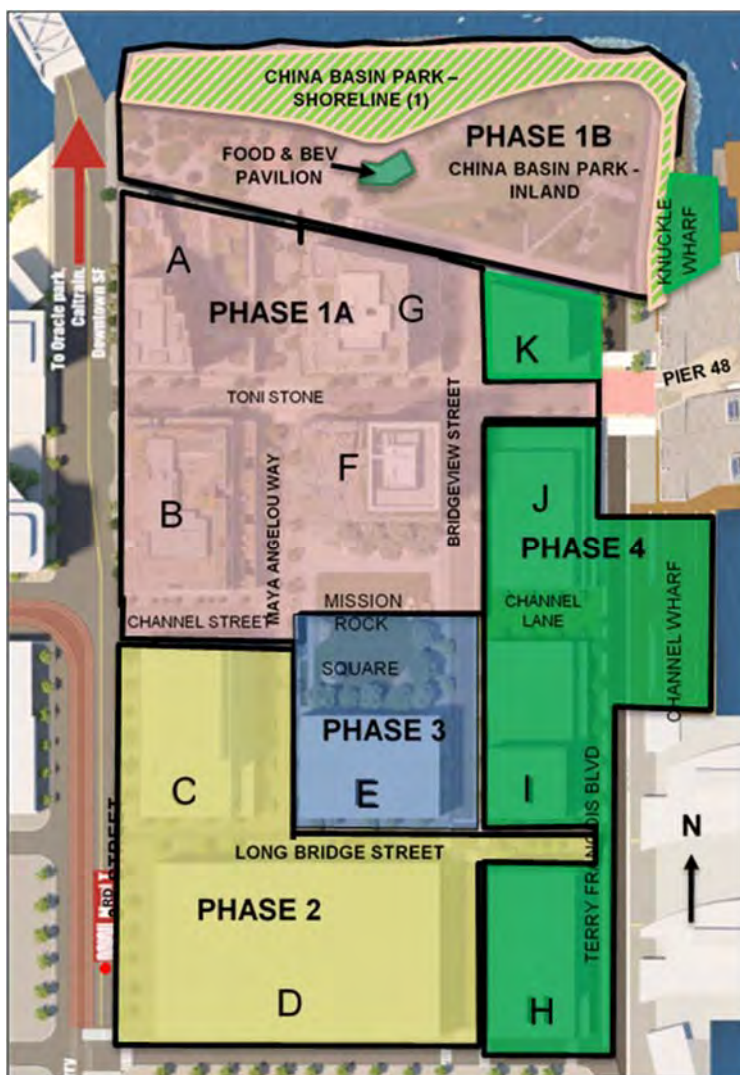 CHINA BASIN PARK –
SHORELINE (1)
PHASE 1B
FOOD & BEV
PAVILION
CHINA BASIN PARK -
INLAND
KNUCKLE
WHARF
To Oracle park,
Caltrain,
Downtown SF
A
PHASE 1A
G
K
PIER 48
TONI STONE
BRIDGEVIEW STREET
F
B
MAYA ANGELOU WAY
J
PHASE 4
MISSION
ROCK
SQUARE
CHANNEL STREET
CHANNEL
LANE
CHANNEL WHARF
PHASE 3
E
C
I
TERRY FRANCOIS BLVD
N
LONG BRIDGE STREET
PHASE 2
D
H